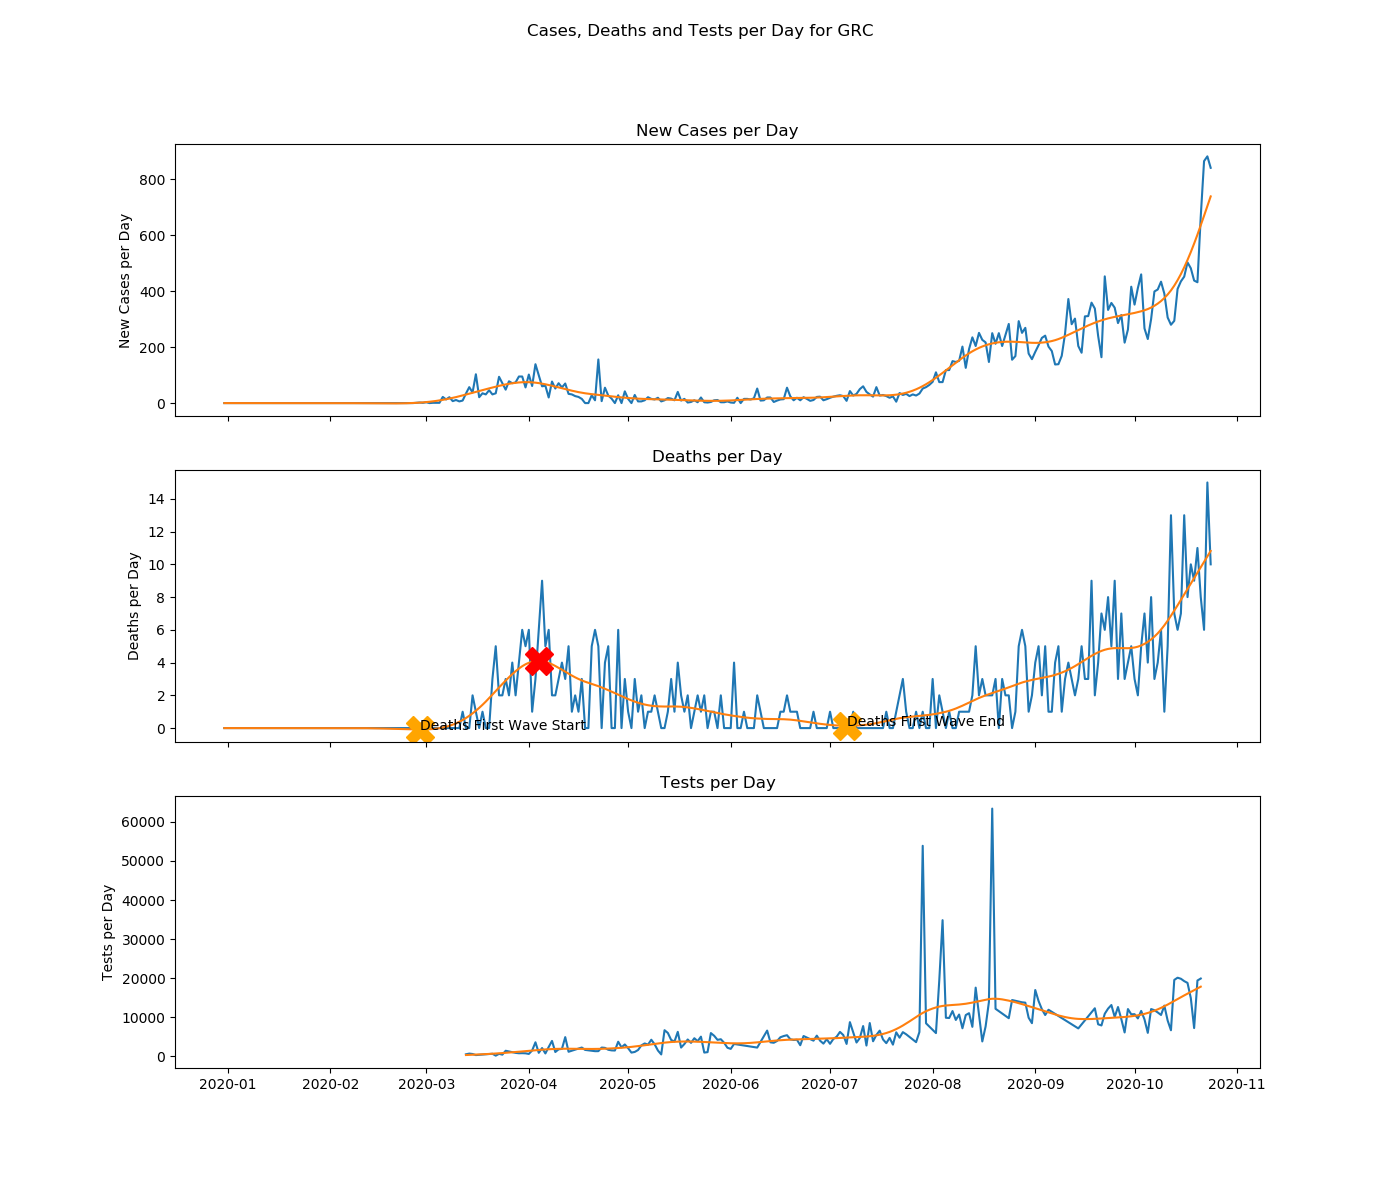 Cases, Deaths and Tests per Day for GRC
New Cases per Day
New Cases per Day
800
600
400
200
0
Deaths per Day
Deaths per Day
14
12
10
8
6
4
2
0
Deaths First Wave Start
Deaths First Wave End
Tests per Day
Tests per Day
60000
50000
40000
30000
20000
10000
0
2020-01 2020-02 2020-03 2020-04 2020-05 2020-06 2020-07 2020-08 2020-09 2020-10 2020-11